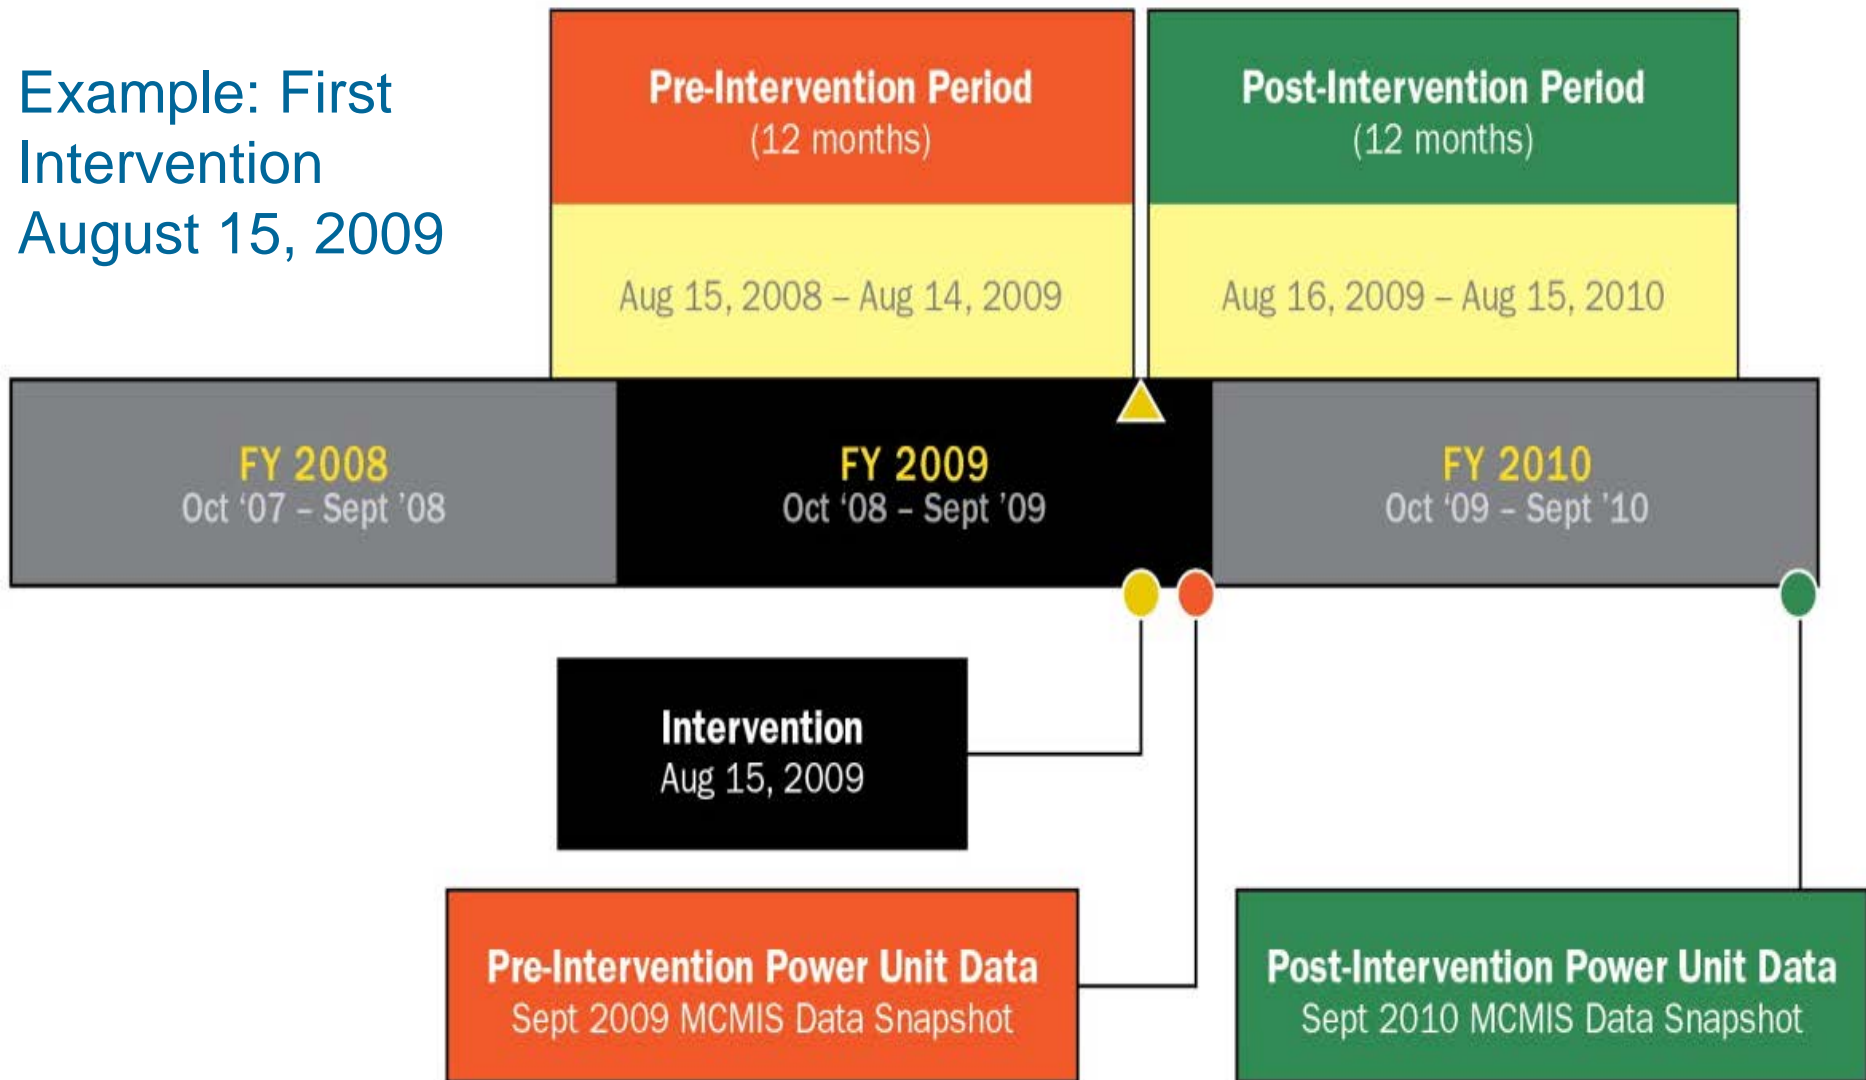 Example: First
Intervention
August 15, 2009
Pre-Intervention Period
(12 months)
Aug 15, 2008 – Aug 14, 2009
Post-Intervention Period
(12 months)
Aug 16, 2009 – Aug 15, 2010
FY 2008
Oct ‘07 – Sept ’08
FY 2009
Oct ‘08 – Sept ’09
FY 2010
Oct ‘09 – Sept ’10
Intervention
Aug 15, 2009
Pre-Intervention Power Unit Data
Sept 2009 MCMIS Data Snapshot
Post-Intervention Power Unit Data
Sept 2010 MCMIS Data Snapshot